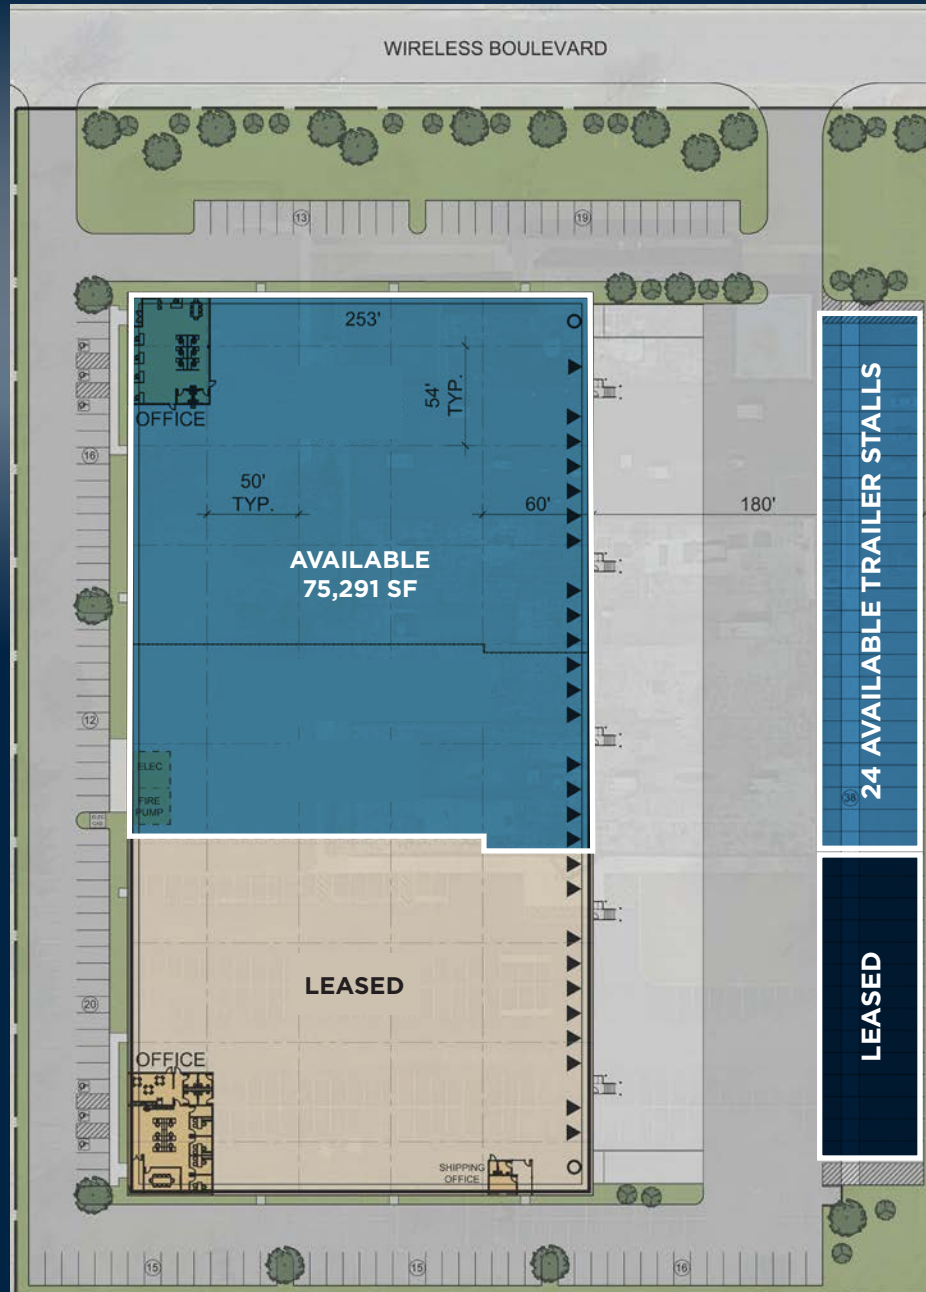 WIRELESS BOULEVARD
13
19
253'
54'
TYP.
OFFICE
16
50'
TYP.
60'
180'
AVAILABLE
75,291 SF
24 AVAILABLE TRAILER STALLS
12
ELEC
FIRE
PUMP
38
LEASED
LEASED
20
OFFICE
SHIPPING
OFFICE
15
15
16